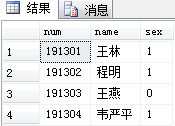 结果 消息
num name sex
1 191301 王林 1
2 191302 程明 1
3 191303 王燕 0
4 191304 韦严平 1